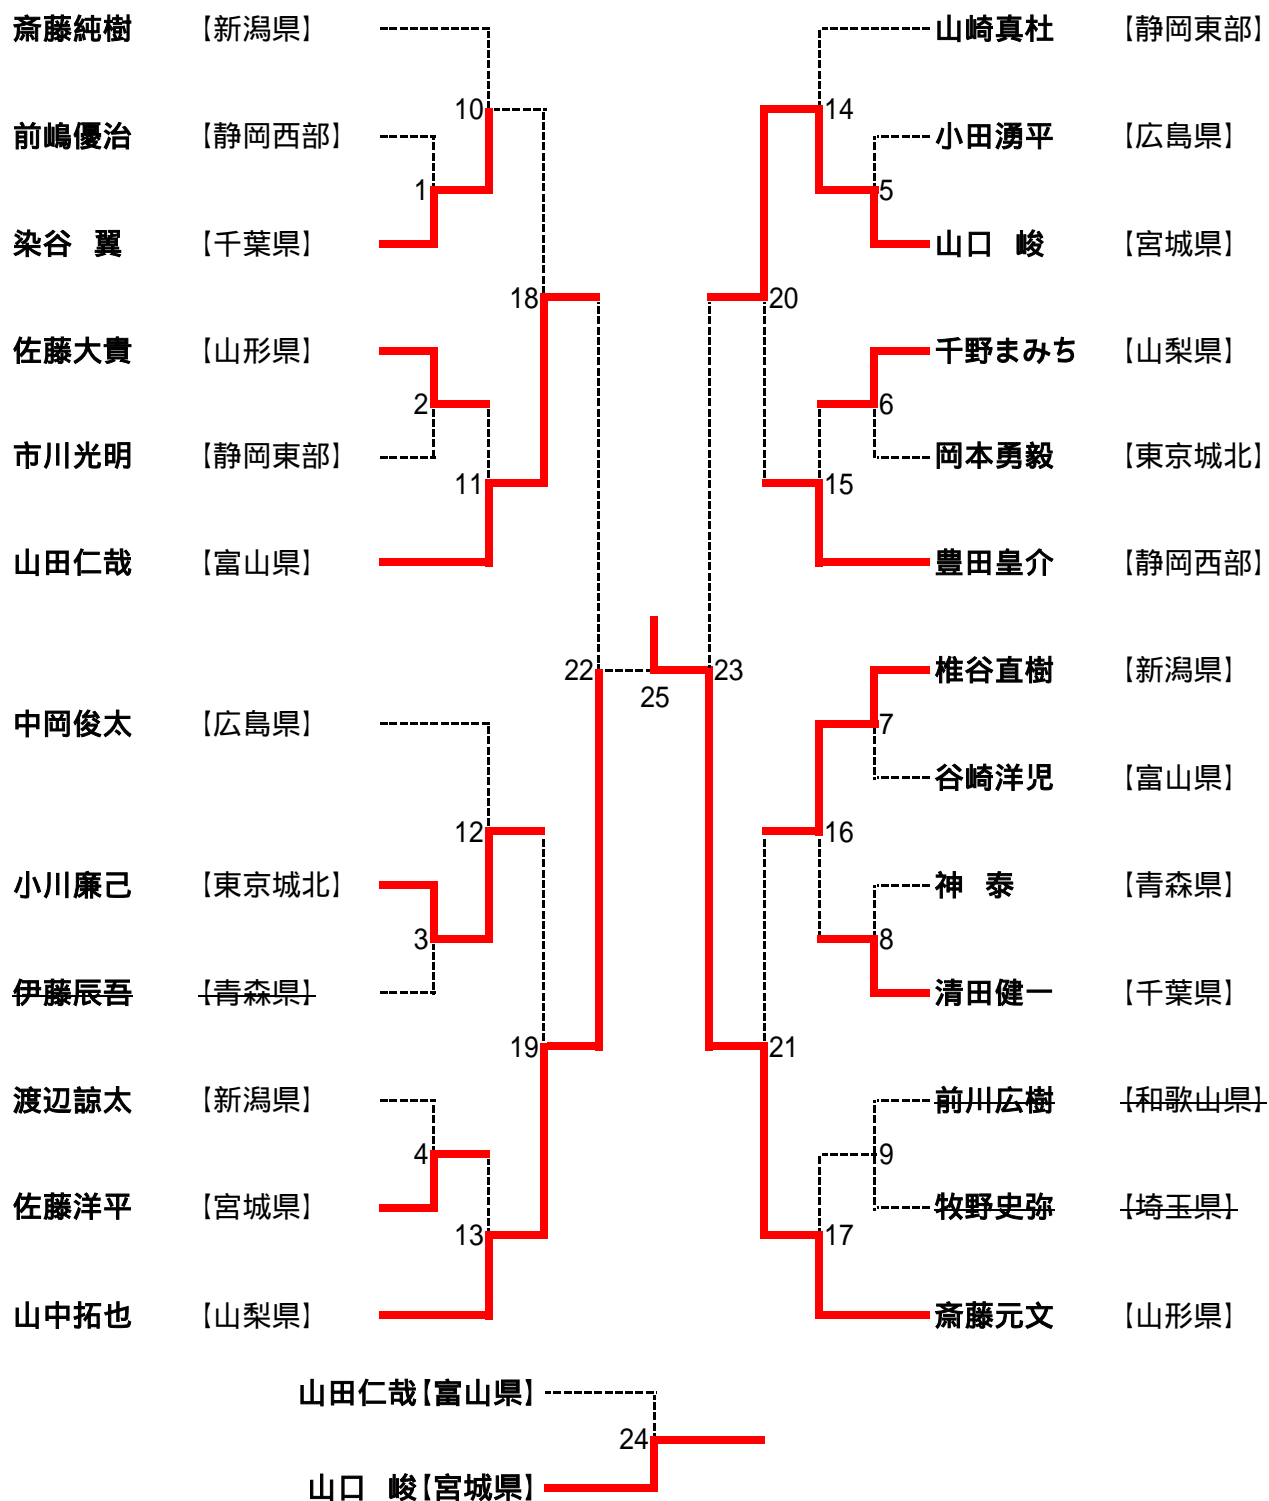 斎藤純樹 【新潟県】
10
前嶋優治 【静岡西部】
1
染谷 翼 【千葉県】
18
佐藤大貴 【山形県】
2
市川光明 【静岡東部】
11
山田仁哉 【富山県】
22
中岡俊太 【広島県】
12
小川廉己 【東京城北】
3
伊藤辰吾 【青森県】
19
渡辺諒太 【新潟県】
4
佐藤洋平 【宮城県】
13
山中拓也 【山梨県】
25
山崎真杜 【静岡東部】
14
小田湧平 【広島県】
5
山口 峻 【宮城県】
20
千野まみち 【山梨県】
6
岡本勇毅 【東京城北】
15
豊田皇介 【静岡西部】
23
椎谷直樹 【新潟県】
7
谷崎洋児 【富山県】
16
神 泰 【青森県】
8
清田健一 【千葉県】
21
前川広樹 【和歌山県】
9
牧野史弥 【埼玉県】
17
斎藤元文 【山形県】
山田仁哉【富山県】
24
山口 峻【宮城県】